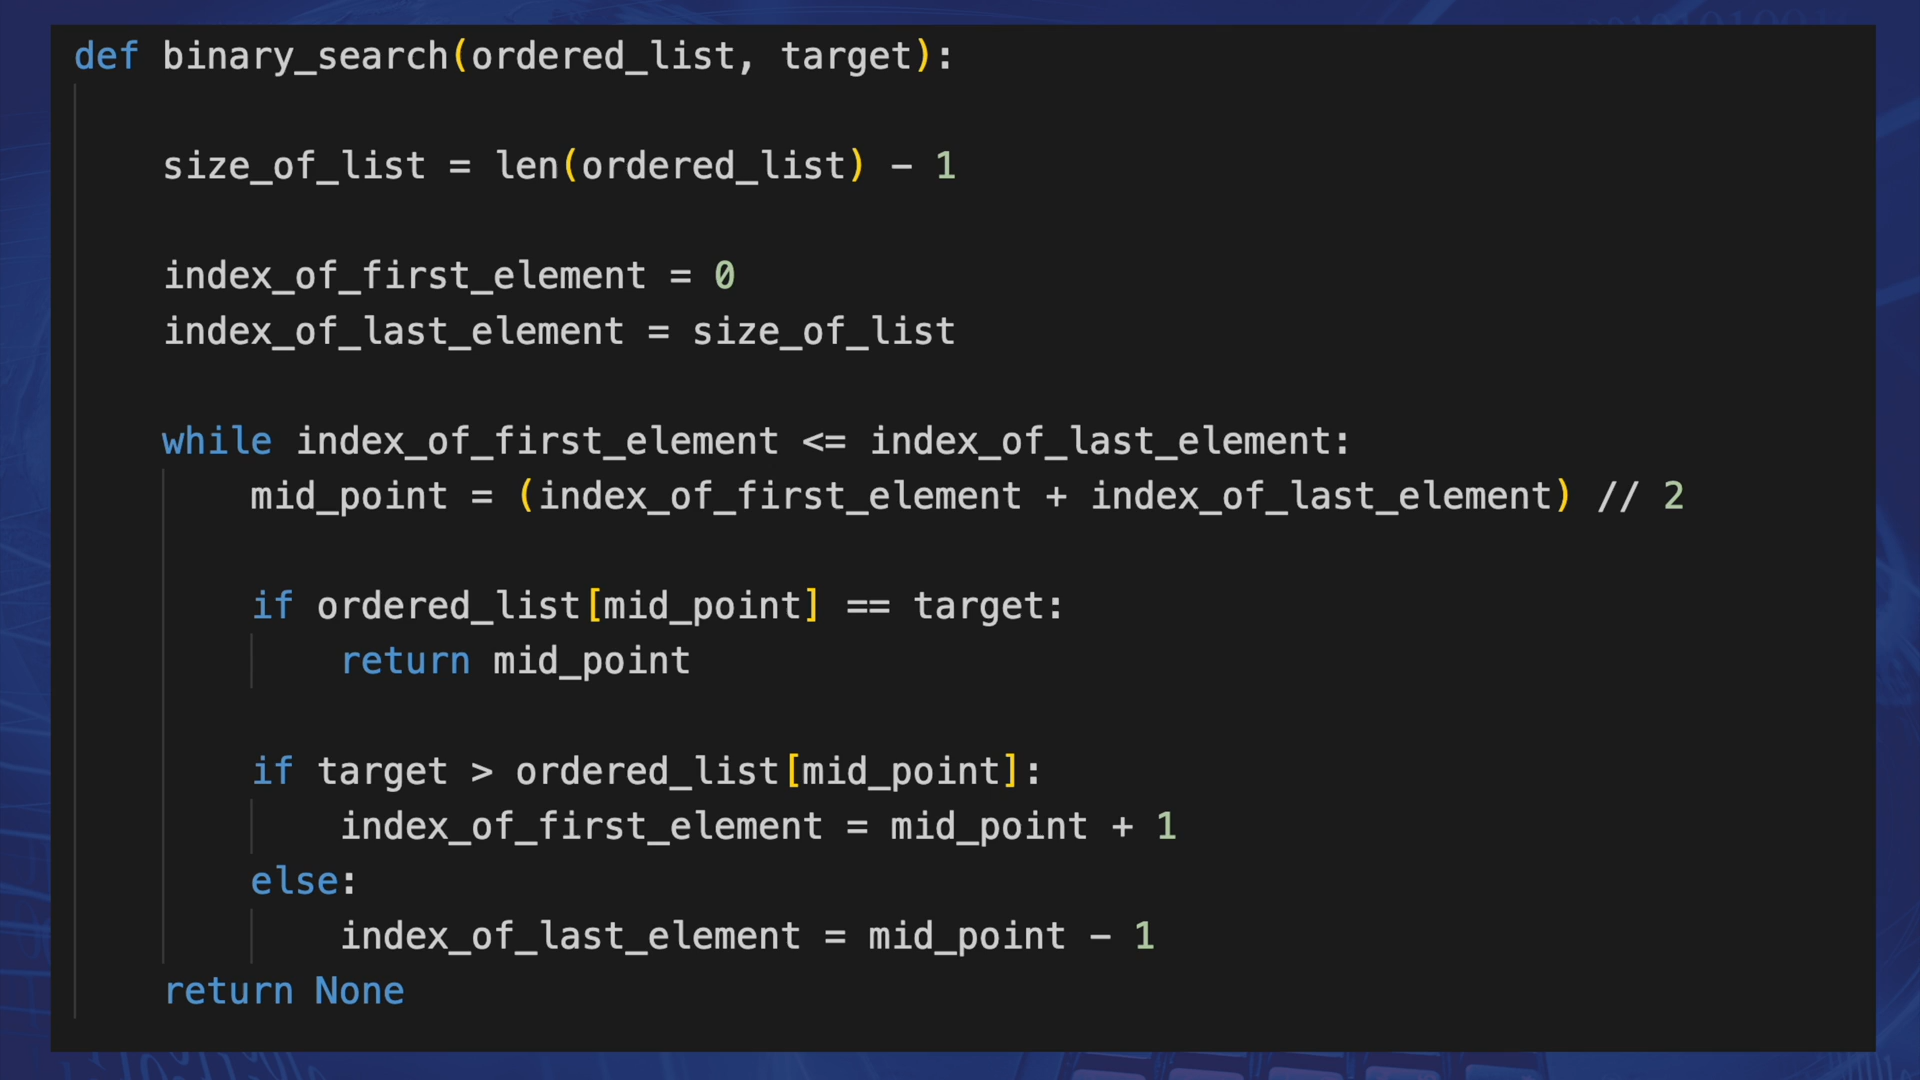 def binary_search(ordered_list, target):
size_of_list = len(ordered_list) - 1
index_of_first_element = 0
index_of_last_element = size_of_list
while index_of_first_element <= index_of_last_element:
mid_point = (index_of_first_element + index_of_last_element) // 2
if ordered_list[mid_point] == target:
return mid_point
if target > ordered_list[mid_point]:
index_of_first_element = mid_point + 1
else:
index_of_last_element = mid_point - 1
return None